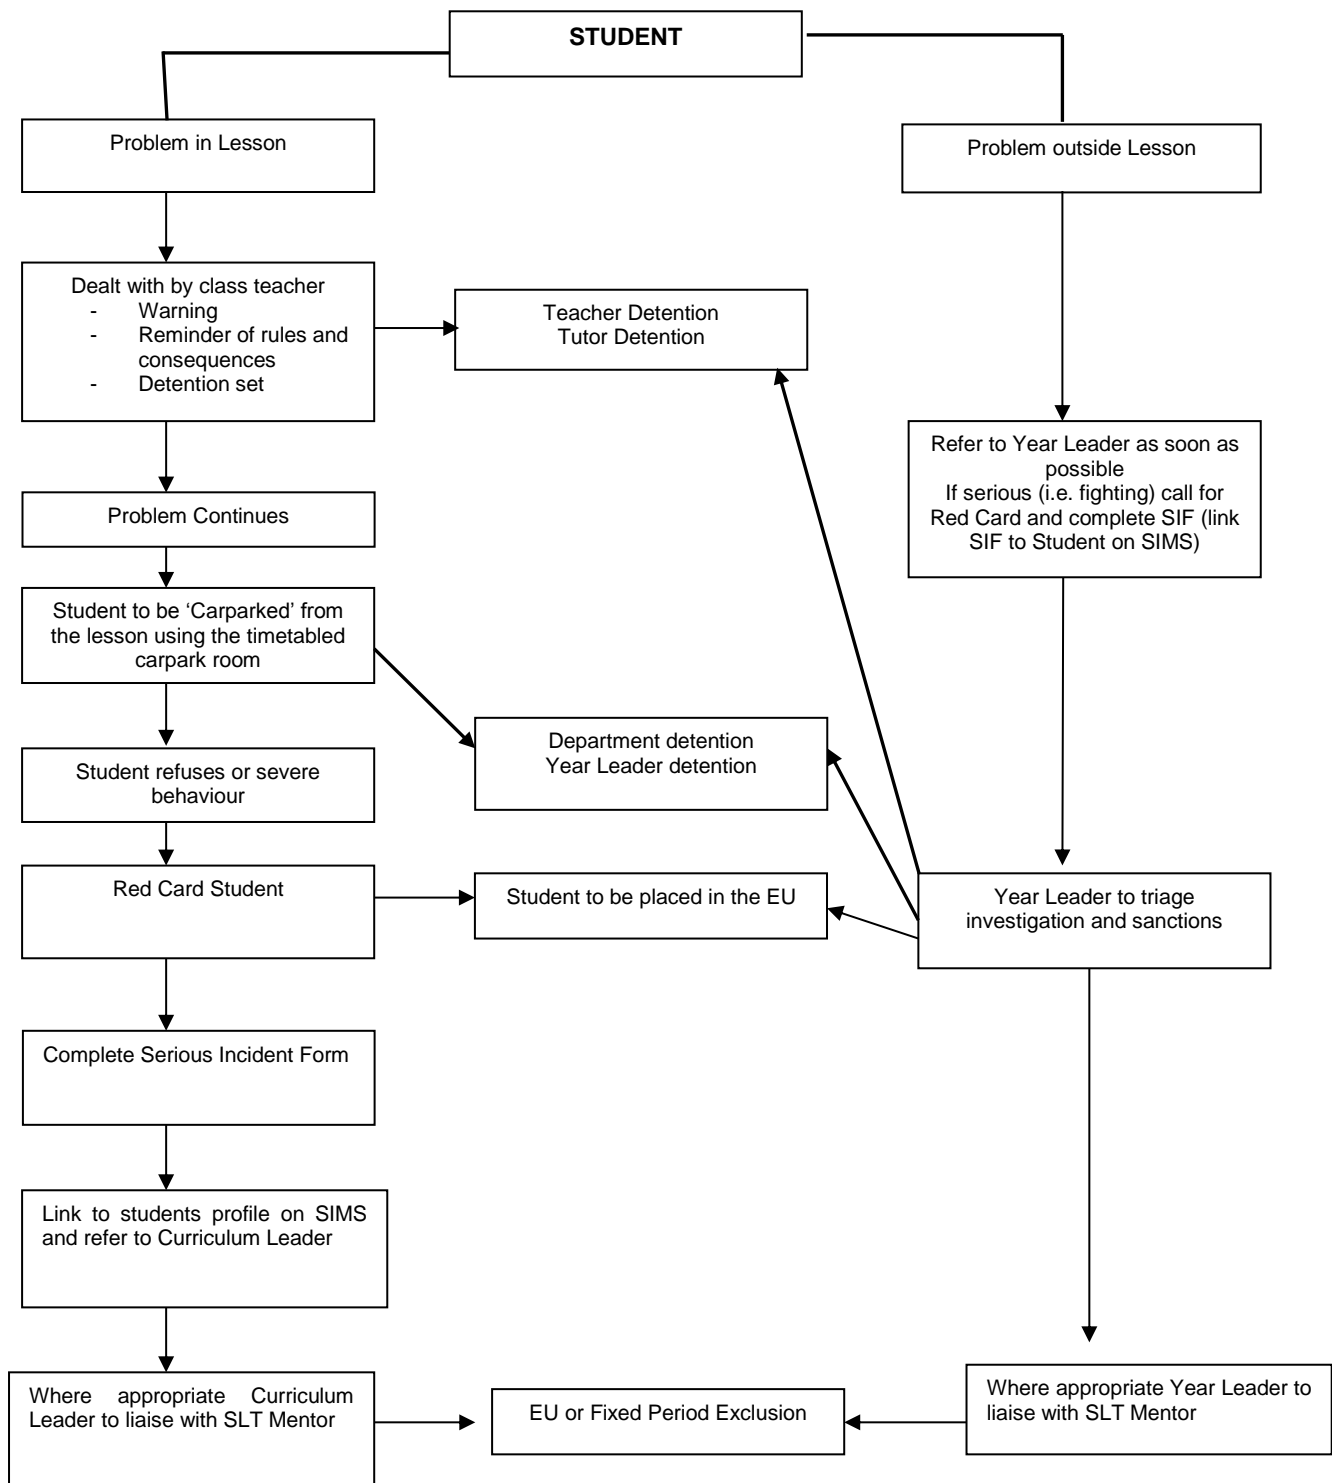 STUDENT
Problem in Lesson
Problem outside Lesson
Dealt with by class teacher
- Warning
- Reminder of rules and
consequences
- Detention set
Teacher Detention
Tutor Detention
Refer to Year Leader as soon as
possible
If serious (i.e. fighting) call for
Red Card and complete SIF (link
SIF to Student on SIMS)
Problem Continues
Student to be ‘Carparked’ from
the lesson using the timetabled
carpark room
Department detention
Year Leader detention
Student refuses or severe
behaviour
Red Card Student
Student to be placed in the EU
Year Leader to triage
investigation and sanctions
Complete Serious Incident Form
Link to students profile on SIMS
and refer to Curriculum Leader
Where appropriate Curriculum
Leader to liaise with SLT Mentor
EU or Fixed Period Exclusion
Where appropriate Year Leader to
liaise with SLT Mentor